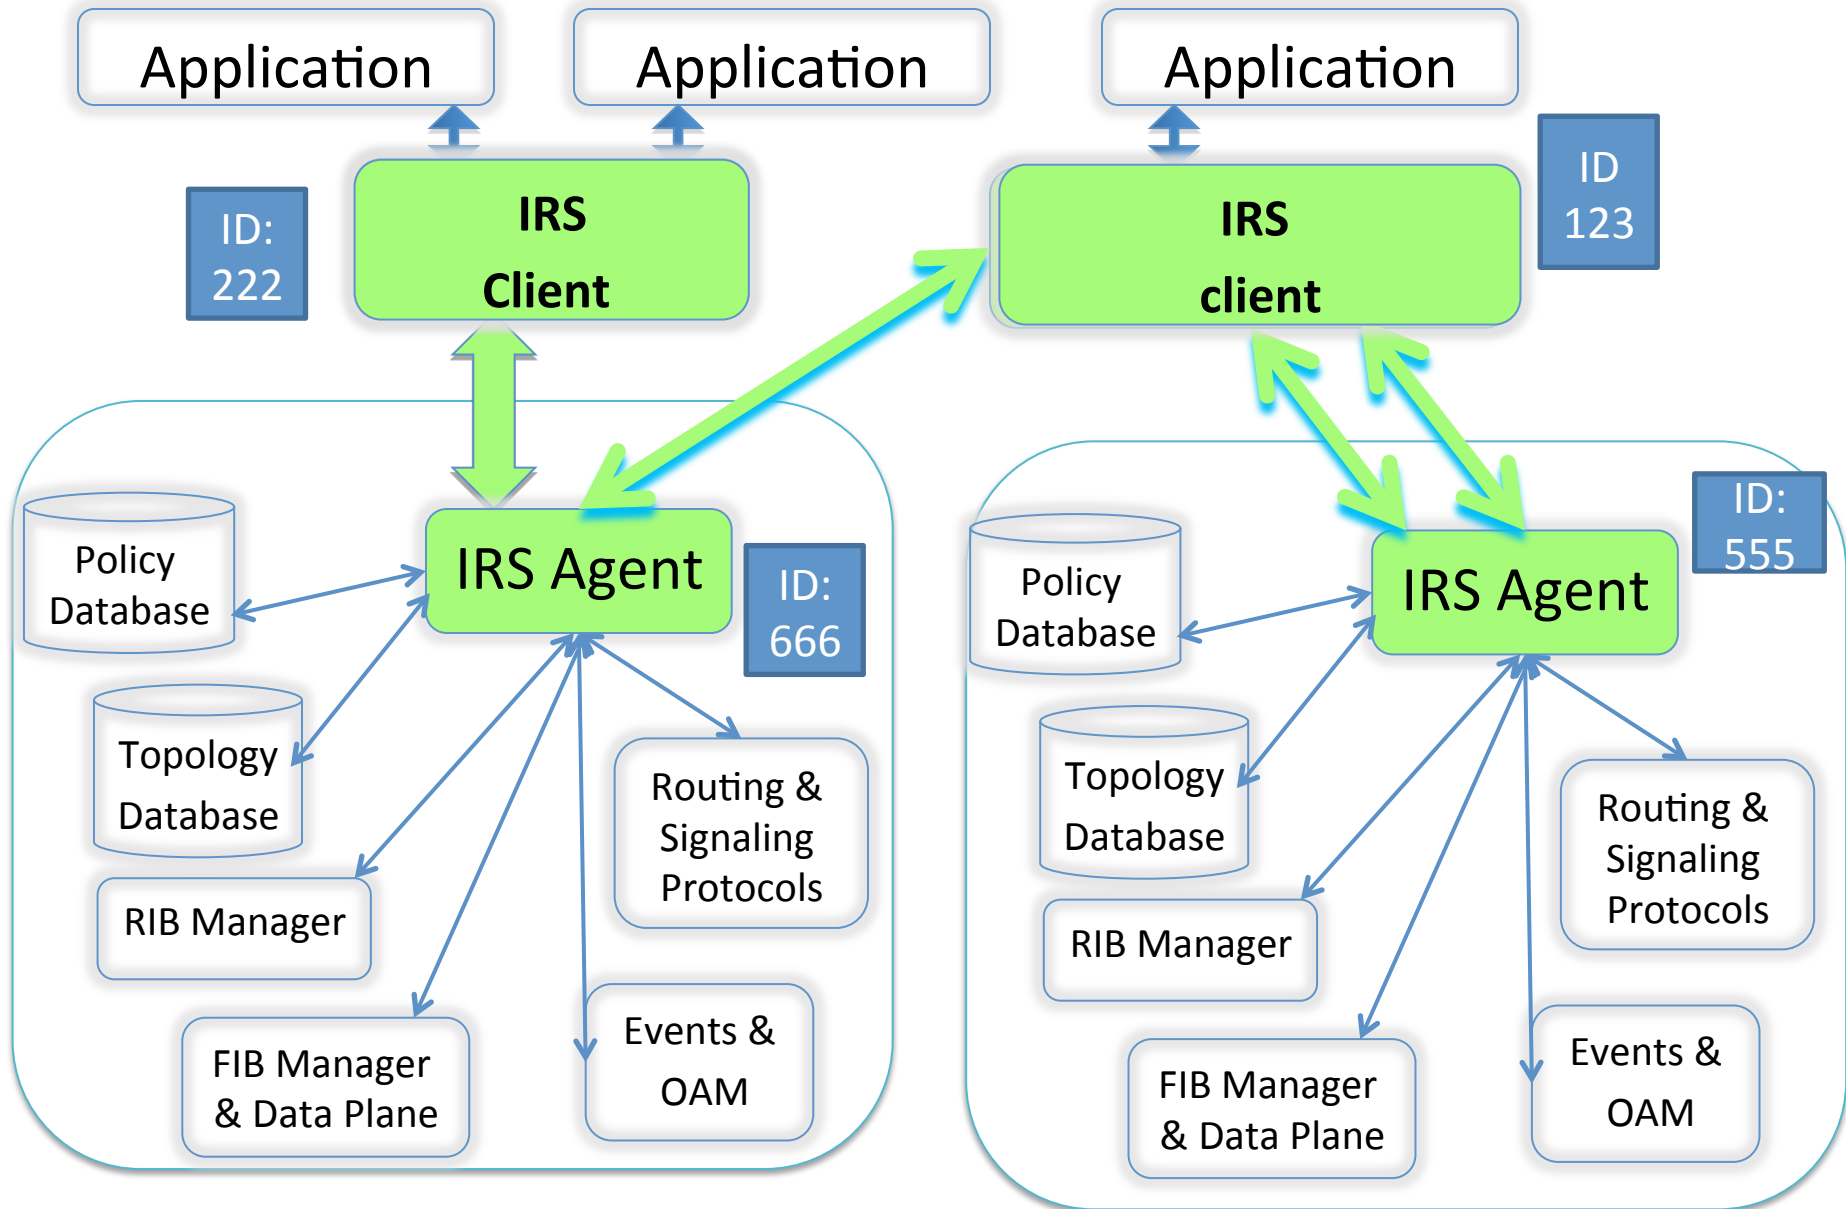 Application
Application
Application
ID:
222
IRS
Client
IRS
client
ID
123
IRS Agent
ID:
666
Policy
Database
Topology
Database
RIB Manager
FIB Manager
& Data Plane
Events &
OAM
Routing &
Signaling
Protocols
IRS Agent
ID:
555
Policy
Database
Topology
Database
RIB Manager
FIB Manager
& Data Plane
Events &
OAM
Routing &
Signaling
Protocols